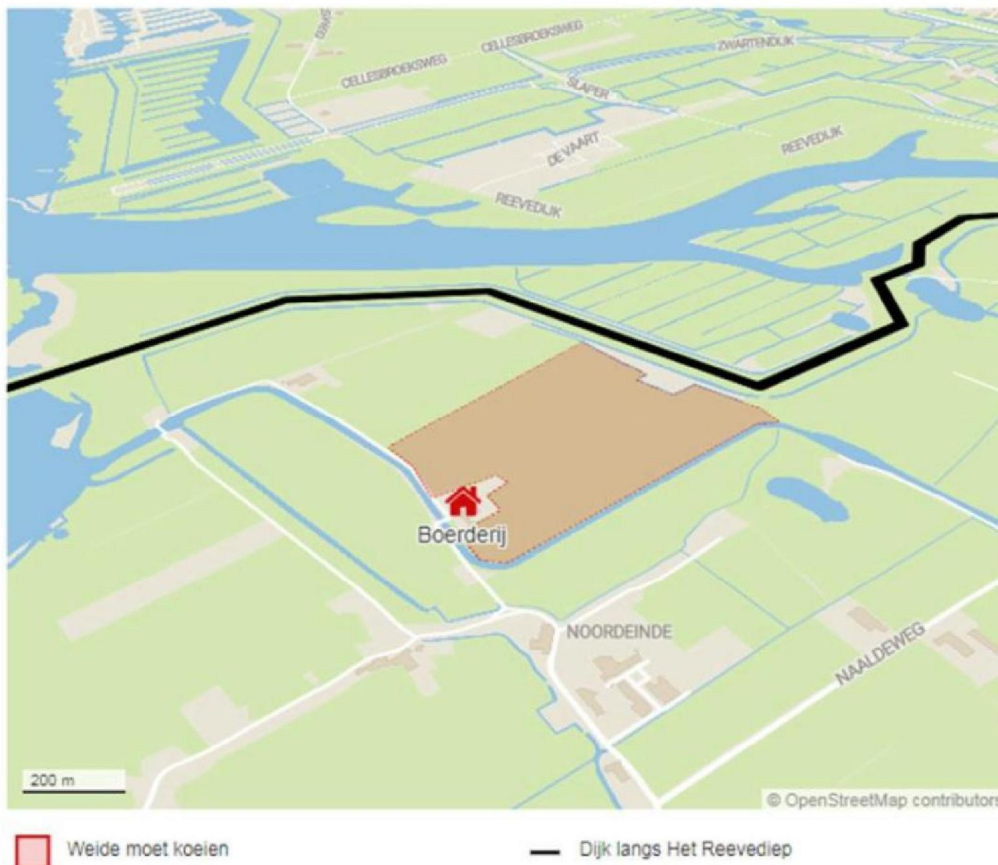 CELLESBROEKSWEG
CELLESBROEKSWEG
ZWARTENDIJK
SLAPER
DE VAART
REEVEDIJK
REEVEDIJK
Boerderij
NOORDEINDE
NAALDEWEG
200 m
© OpenStreetMap contributors
Weide moet koeien
Dijk langs Het Reevediep